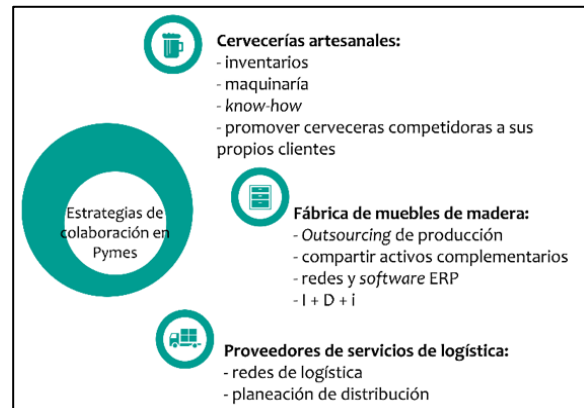 Cervecerías artesanales:
- inventarios
- maquinaría
- know-how
- promover cerveceras competidoras a sus
propios clientes
Estrategias de
colaboración en
Pymes
Fábrica de muebles de madera:
- Outsourcing de producción
- compartir activos complementarios
- redes y software ERP
- I + D + i
Proveedores de servicios de logística:
- redes de logística
- planeación de distribución